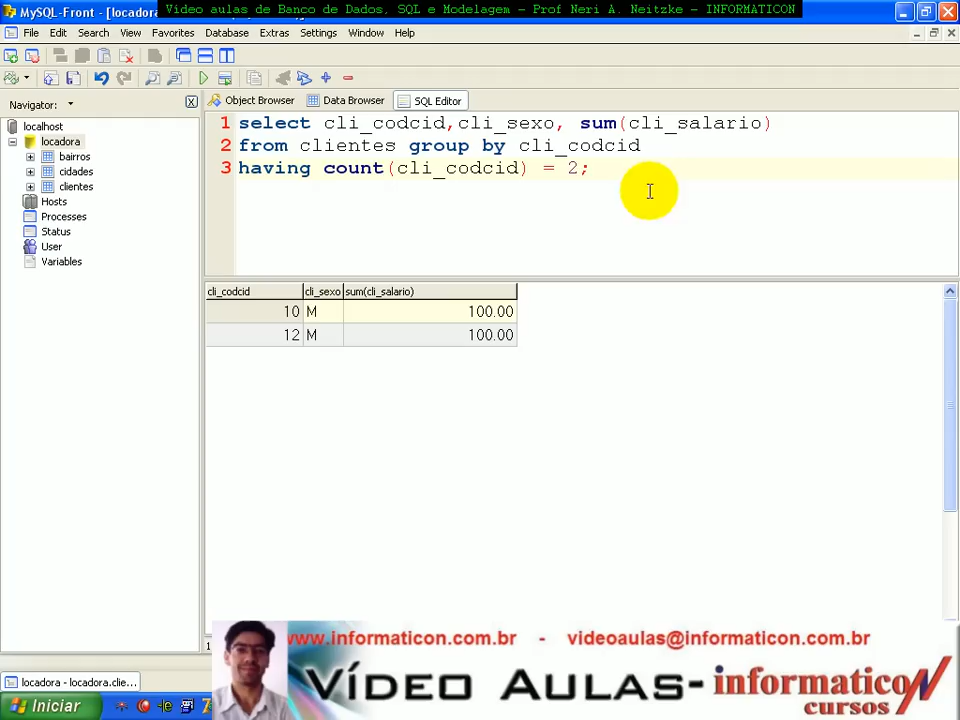 MySQL-Front - [locadora
Vídeo aulas de Banco de Dados, SQL e Modelagem - Prof Neri A. Neitzke - INFORMATICON
File Edit Search View Favorites Database Extras Settings Window Help
Navigator:
Object Browser Data Browser SQL Editor
localhost
locadora
bairros
cidades
clientes
Hosts
Processes
Status
User
Variables
1 select cli_codcid,cli_sexo, sum(cli_salario)
2 from clientes group by cli_codcid
3 having count(cli_codcid) = 2;
cli_codcid cli_sexo sum(cli_salario)
10 M 100.00
12 M 100.00
www.informaticon.com.br - videoaulas@informaticon.com.br
Vídeo Aulas-informaticon
cursos
locadora - locadora.clie...
Iniciar